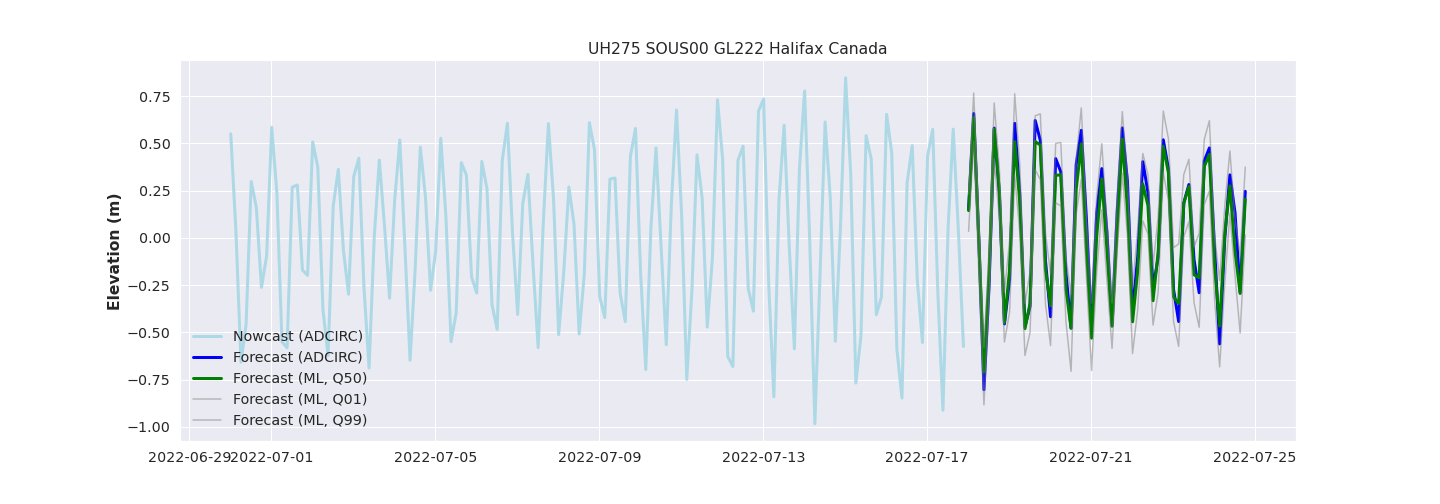 UH275 SOUS00 GL222 Halifax Canada
Elevation (m)
0.75
0.50
0.25
0.00
−0.25
−0.50
−0.75
−1.00
Nowcast (ADCIRC)
Forecast (ADCIRC)
Forecast (ML, Q50)
Forecast (ML, Q01)
Forecast (ML, Q99)
2022-06-29 2022-07-01 2022-07-05 2022-07-09 2022-07-13 2022-07-17 2022-07-21 2022-07-25